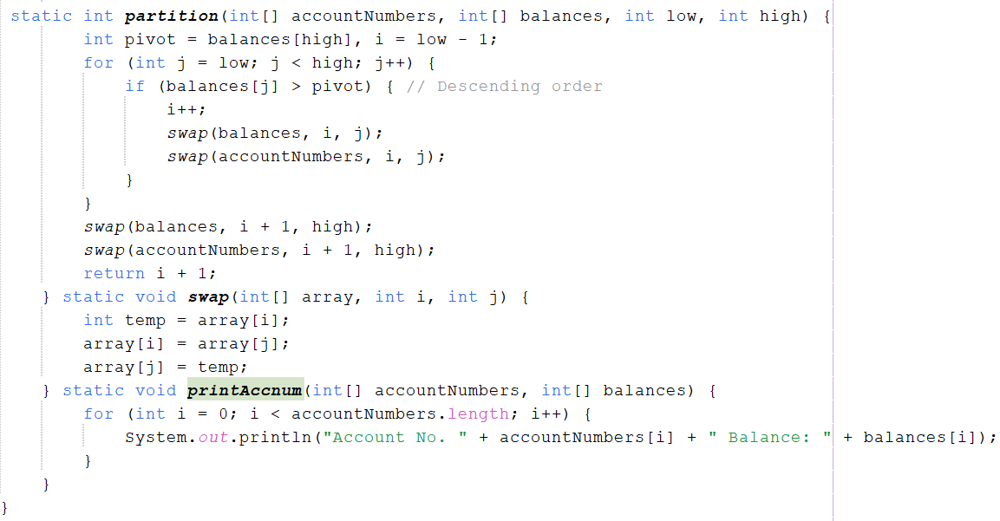 static int partition(int[] accountNumbers, int[] balances, int low, int high) {
int pivot = balances[high], i = low - 1;
for (int j = low; j < high; j++) {
if (balances[j] > pivot) { // Descending order
i++;
swap(balances, i, j);
swap(accountNumbers, i, j);
}
}
swap(balances, i + 1, high);
swap(accountNumbers, i + 1, high);
return i + 1;
} static void swap(int[] array, int i, int j) {
int temp = array[i];
array[i] = array[j];
array[j] = temp;
} static void printAccnum(int[] accountNumbers, int[] balances) {
for (int i = 0; i < accountNumbers.length; i++) {
System.out.println("Account No. " + accountNumbers[i] + " Balance: " + balances[i]);
}
}
}